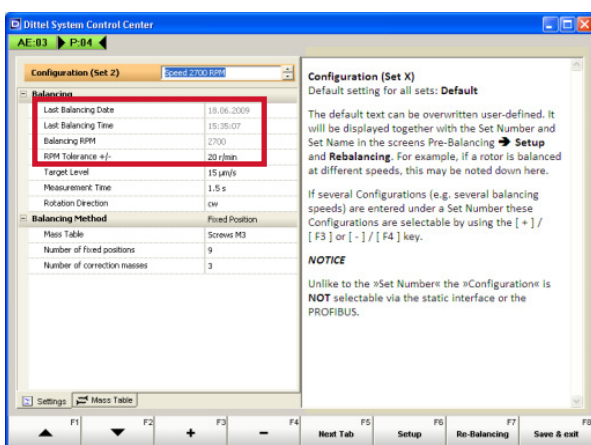 Dittel System Control Center
AE:03 P:04
Configuration (Set 2) Speed 2700 RPM
Balancing
Last Balancing Date 18.06.2009
Last Balancing Time 15:35:07
Balancing RPM 2700
RPM Tolerance +/- 20 r/min
Target Level 15 µm/s
Measurement Time 1.5 s
Rotation Direction cw
Balancing Method Fixed Position
Mass Table Screws M3
Number of fixed positions 9
Number of correction masses 3
Settings Mass Table
Configuration (Set X)
Default setting for all sets: Default
The default text can be overwritten user-defined. It
will be displayed together with the Set Number and
Set Name in the screens Pre-Balancing ➔ Setup
and Rebalancing. For example, if a rotor is balanced
at different speeds, this may be noted down here.
If several Configurations (e.g. several balancing
speeds) are entered under a Set Number these
Configurations are selectable by using the [ + ] /
[ F3 ] or [ - ] / [ F4 ] key.
NOTICE
Unlike to the »Set Number« the »Configuration« is
NOT selectable via the static interface or the
PROFIBUS.
F1 F2 F3 F4 F5 F6 F7 F8
+ - Next Tab Setup Re-Balancing Save & exit